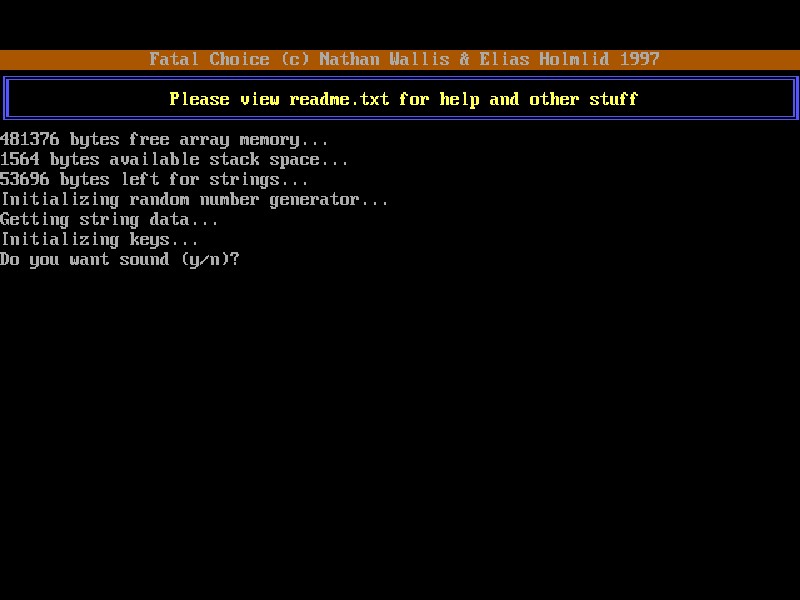 Fatal Choice (c) Nathan Wallis & Elias Holmlid 1997
Please view readme.txt for help and other stuff
481376 bytes free array memory...
1564 bytes available stack space...
53696 bytes left for strings...
Initializing random number generator...
Getting string data...
Initializing keys...
Do you want sound (y/n)?